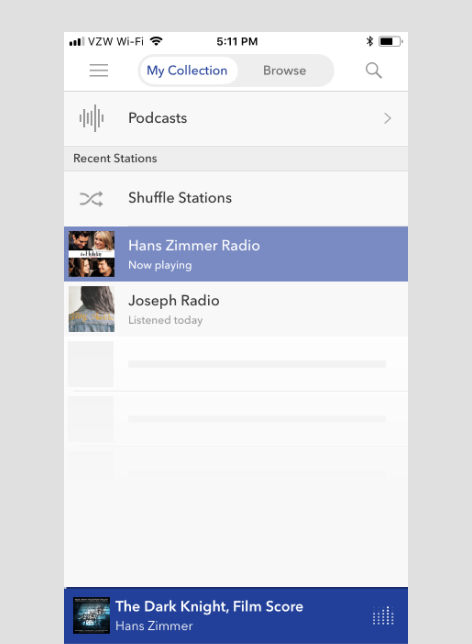 VZW Wi-Fi
5:11 PM
My Collection
Browse
Podcasts
Recent Stations
Shuffle Stations
Hans Zimmer Radio
Now playing
Joseph Radio
Listened today
The Dark Knight, Film Score
Hans Zimmer